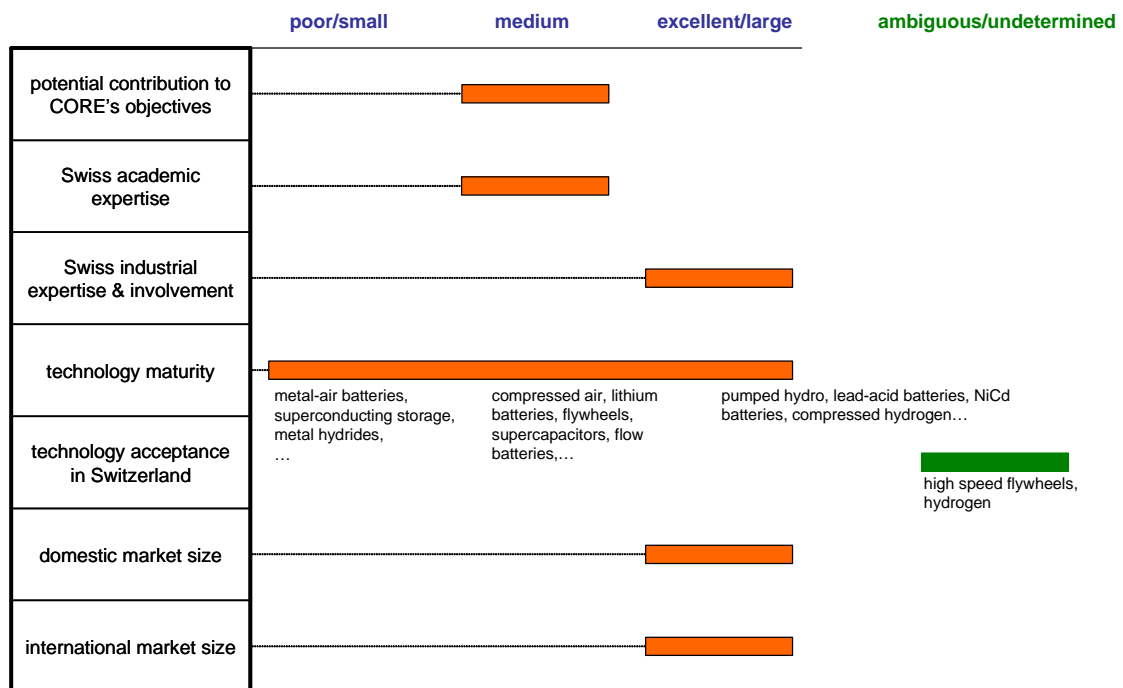 poor/small medium excellent/large ambiguous/undetermined
potential contribution to
CORE's objectives
Swiss academic
expertise
Swiss industrial
expertise & involvement
technology maturity
metal-air batteries,
superconducting storage,
metal hydrides,
…
compressed air, lithium
batteries, flywheels,
supercapacitors, flow
batteries,…
pumped hydro, lead-acid batteries, NiCd
batteries, compressed hydrogen…
technology acceptance
in Switzerland
high speed flywheels,
hydrogen
domestic market size
international market size